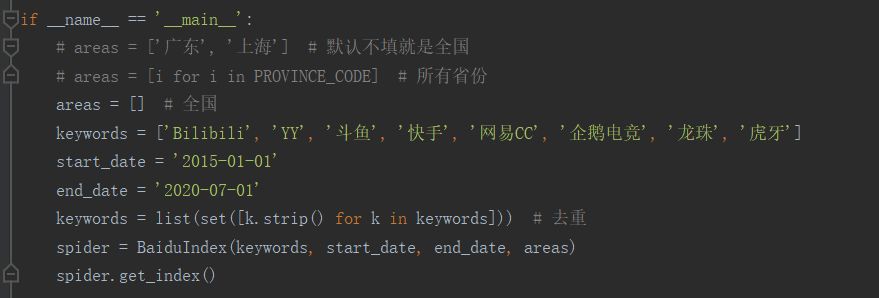 if __name__ == '__main__':
    # areas = ['广东', '上海']  # 默认不填就是全国
    # areas = [i for i in PROVINCE_CODE]  # 所有省份
    areas = []  # 全国
    keywords = ['Bilibili', 'YY', '斗鱼', '快手', '网易CC', '企鹅电竞', '龙珠', '虎牙']
    start_date = '2015-01-01'
    end_date = '2020-07-01'
    keywords = list(set([k.strip() for k in keywords]))  # 去重
    spider = BaiduIndex(keywords, start_date, end_date, areas)
    spider.get_index()